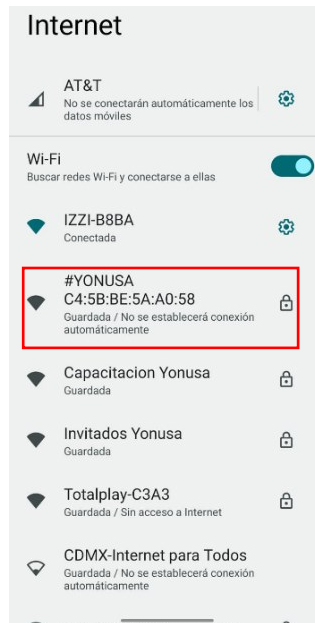 Internet
AT&T
No se conectarán automáticamente los
datos móviles
Wi-Fi
Buscar redes Wi-Fi y conectarse a ellas
IZZI-B8BA
Conectada
#YONUSA
C4:5B:BE:5A:A0:58
Guardada / No se establecerá conexión
automáticamente
Capacitacion Yonusa
Guardada
Invitados Yonusa
Guardada
Totalplay-C3A3
Guardada / Sin acceso a Internet
CDMX-Internet para Todos
Guardada / No se establecerá conexión
automáticamente